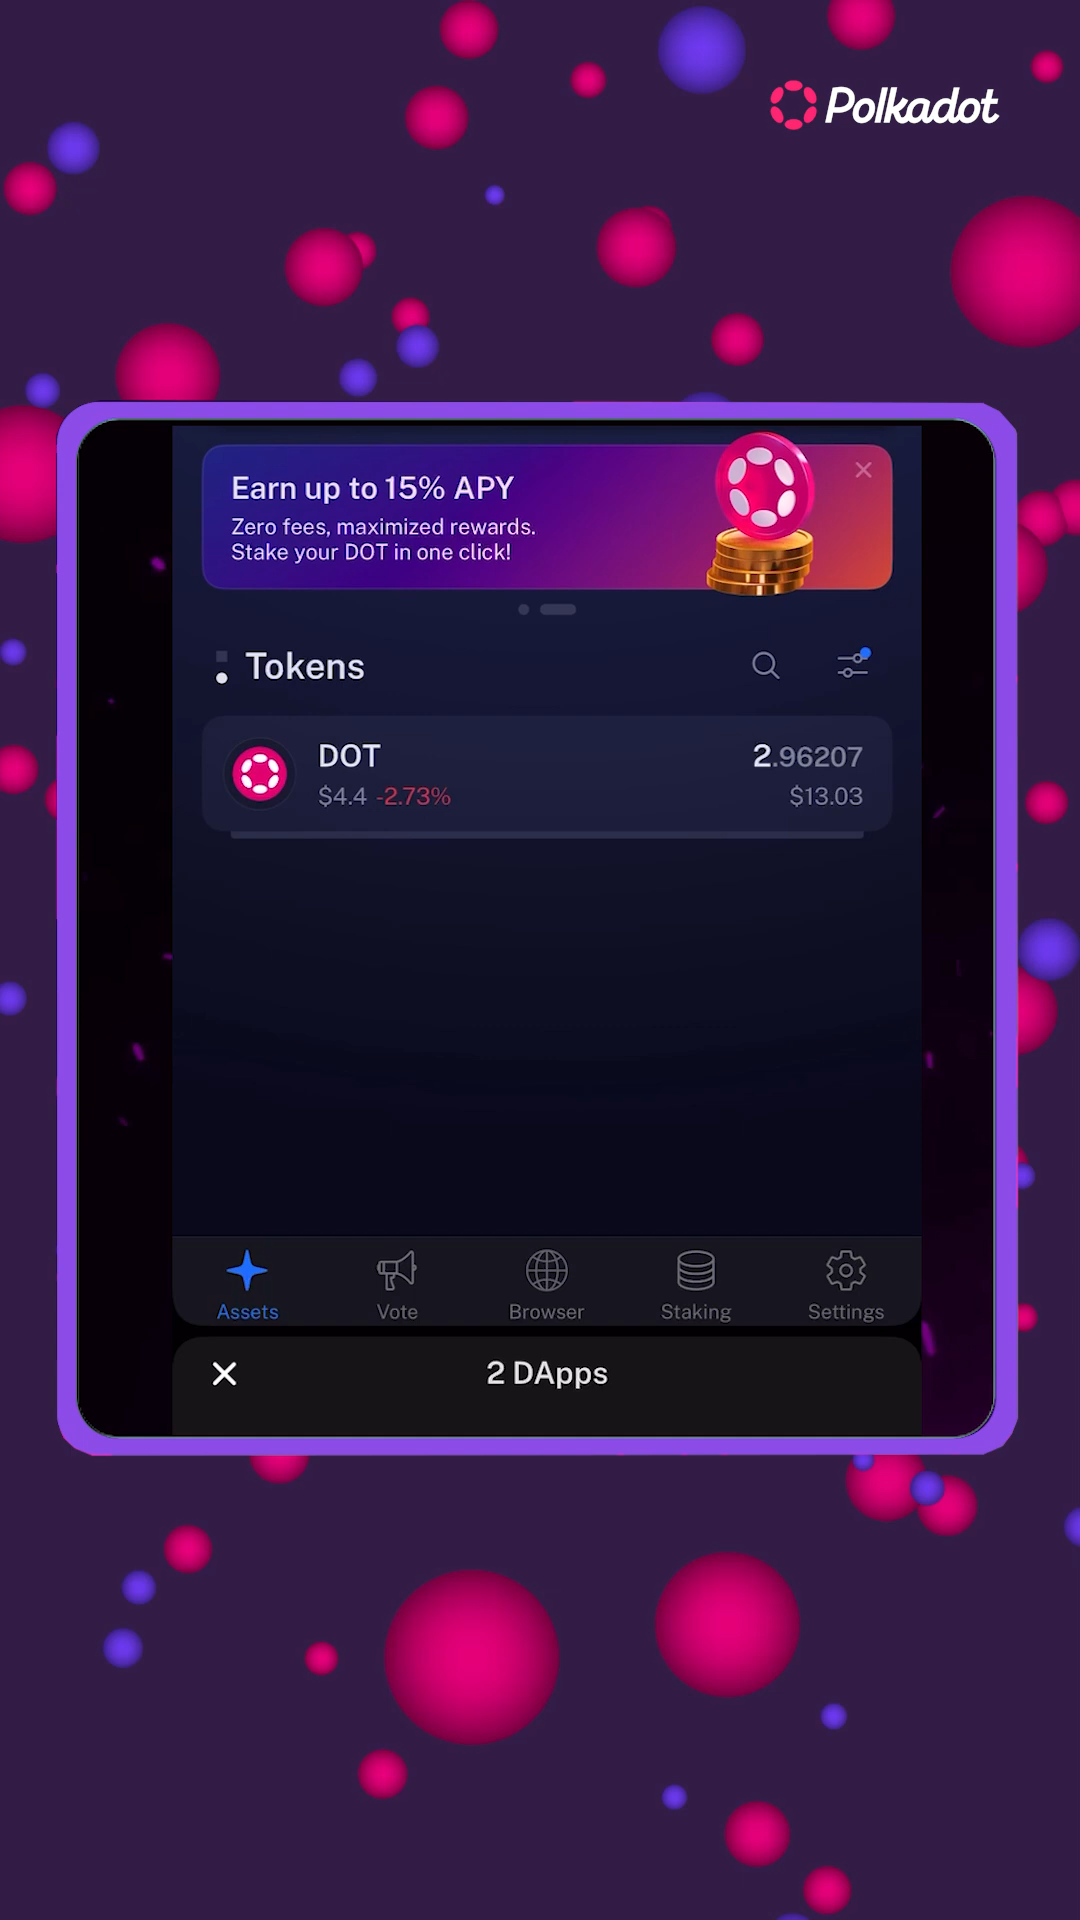 Polkadot
Earn up to 15% APY
Zero fees, maximized rewards.
Stake your DOT in one click!
Tokens
DOT
2.96207
$4.4 -2.73%
$13.03
Assets
Vote
Browser
Staking
Settings
2 DApps